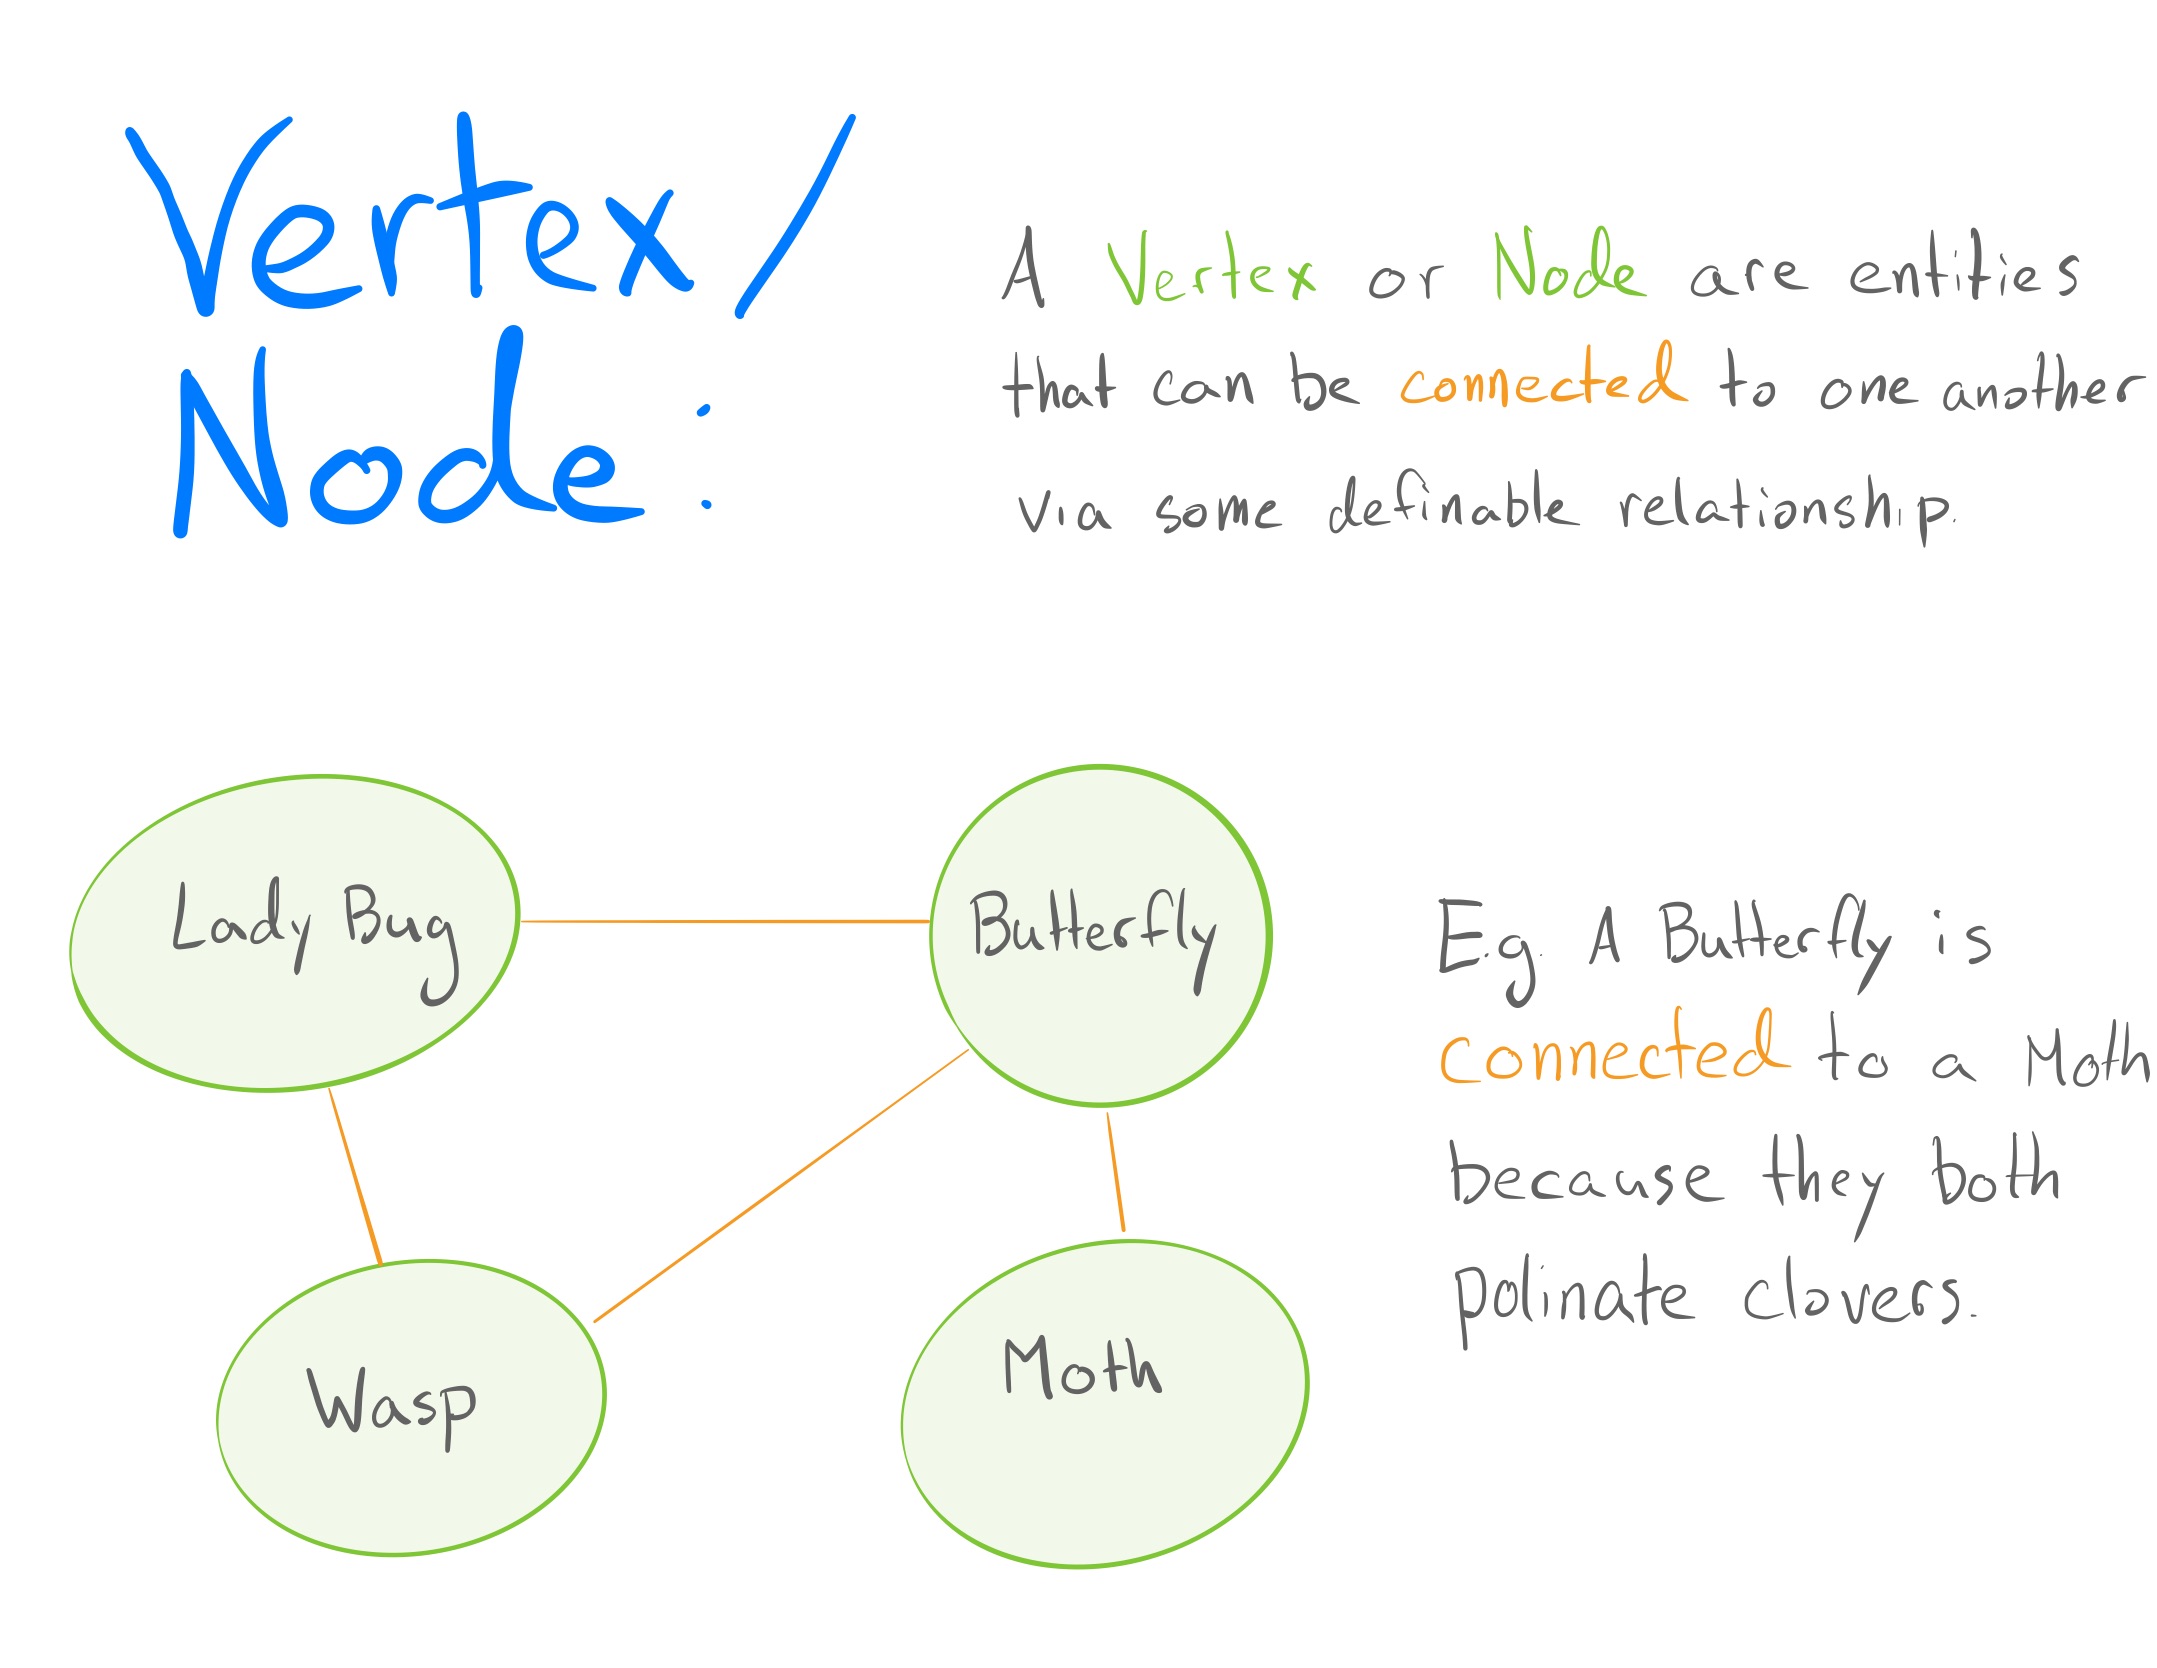 Vertex /
Node :
A Vertex or Node are entities
that can be connected to one another
via some definable relationship.
Lady Bug
Butterfly
E.g. A Butterfly is
connected to a Moth
because they both
polinate clovers.
Wasp
Moth